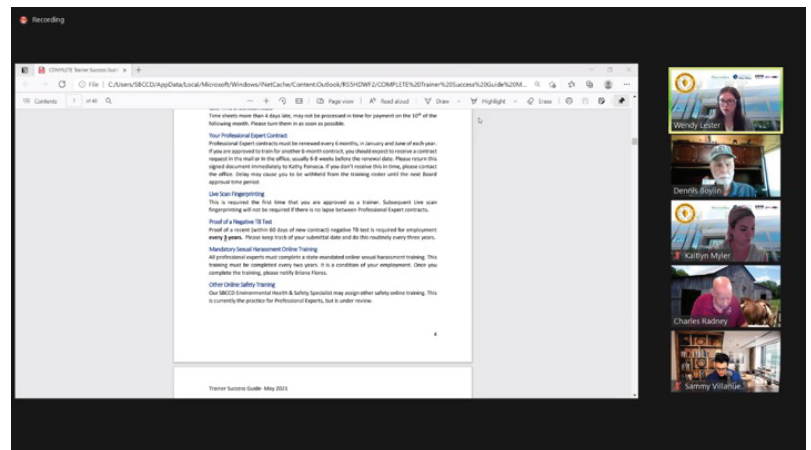 Recording
COMPLETE Trainer Success Guid
File | C:/Users/SBCCD/AppData/Local/Microsoft/Windows/INetCache/Content.Outlook/RS5HDWF2/COMPLETE%20Trainer%20Success%20Guide%20M...
Contents 1 of 40 Page view Read aloud Draw Highlight Erase
Time sheets more than 4 days late, may not be processed in time for payment on the 10th of the
following month. Please turn them in as soon as possible.
Your Professional Expert Contract
Professional Expert contracts must be renewed every 6 months, in January and June of each year.
If you are approved to train for another 6-month contract, you should expect to receive a contract
request in the mail or in the office, usually 6-8 weeks before the renewal date. Please return this
signed document immediately to Kathy Fonseca. If you don't receive this in time, please contact
the office. Delay may cause you to be withheld from the training roster until the next Board
approval time period.
Live Scan Fingerprinting
This is required the first time that you are approved as a trainer. Subsequent Live scan
fingerprinting will not be required if there is no lapse between Professional Expert contracts.
Proof of a Negative TB Test
Proof of a recent (within 60 days of new contract) negative TB test is required for employment
every 3 years. Please keep track of your submittal date and do this routinely every three years.
Mandatory Sexual Harassment Online Training
All professional experts must complete a state-mandated online sexual harassment training. This
training must be completed every two years. It is a condition of your employment. Once you
complete the training, please notify Briana Flores.
Other Online Safety Training
Our SBCCD Environmental Health & Safety Specialist may assign other safety online training. This
is currently the practice for Professional Experts, but is under review.
4
Trainer Success Guide- May 2021
Wendy Lester
Dennis Boylin
Kaitlyn Myler
Charles Radney
Sammy Villanue